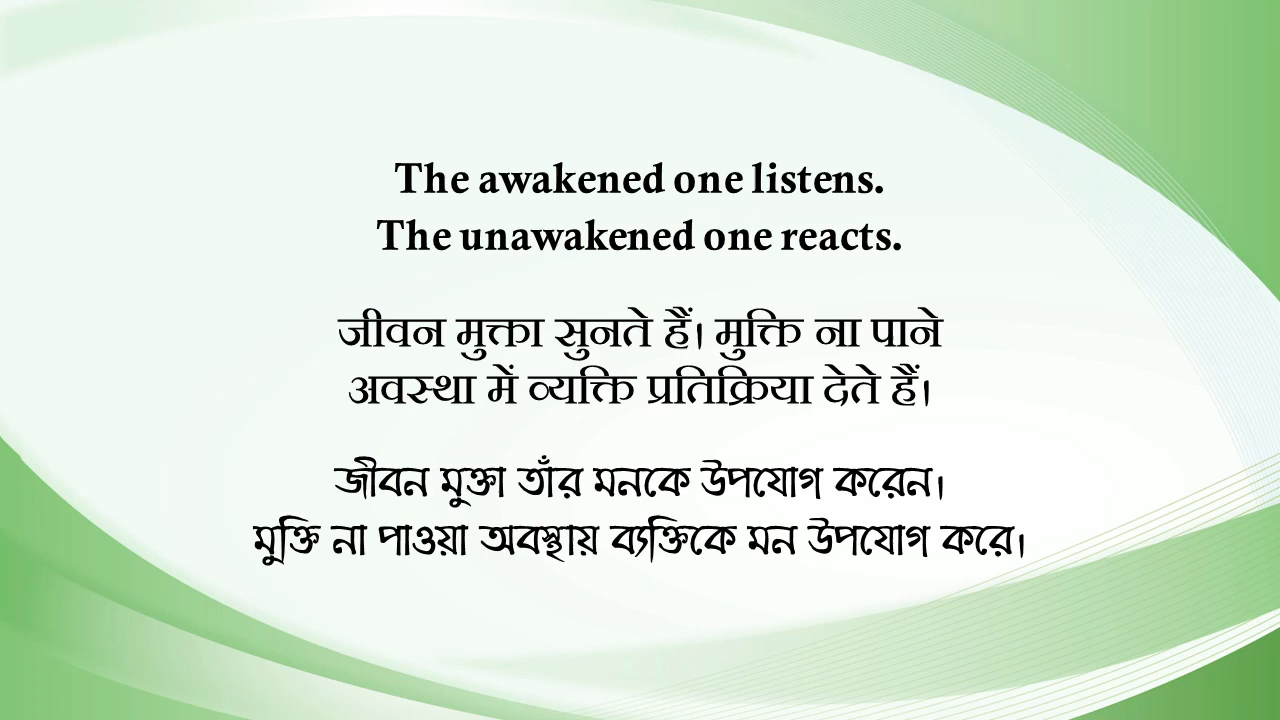 The awakened one listens.
The unawakened one reacts.
जीवन मुक्ता सुनते हैं। मुक्ति ना पाने
अवस्था में व्यक्ति प्रतिक्रिया देते हैं।
জীবন মুক্তা তাঁর মনকে উপযোগ করেন।
মুক্তি না পাওয়া অবস্থায় ব্যক্তিকে মন উপযোগ করে।